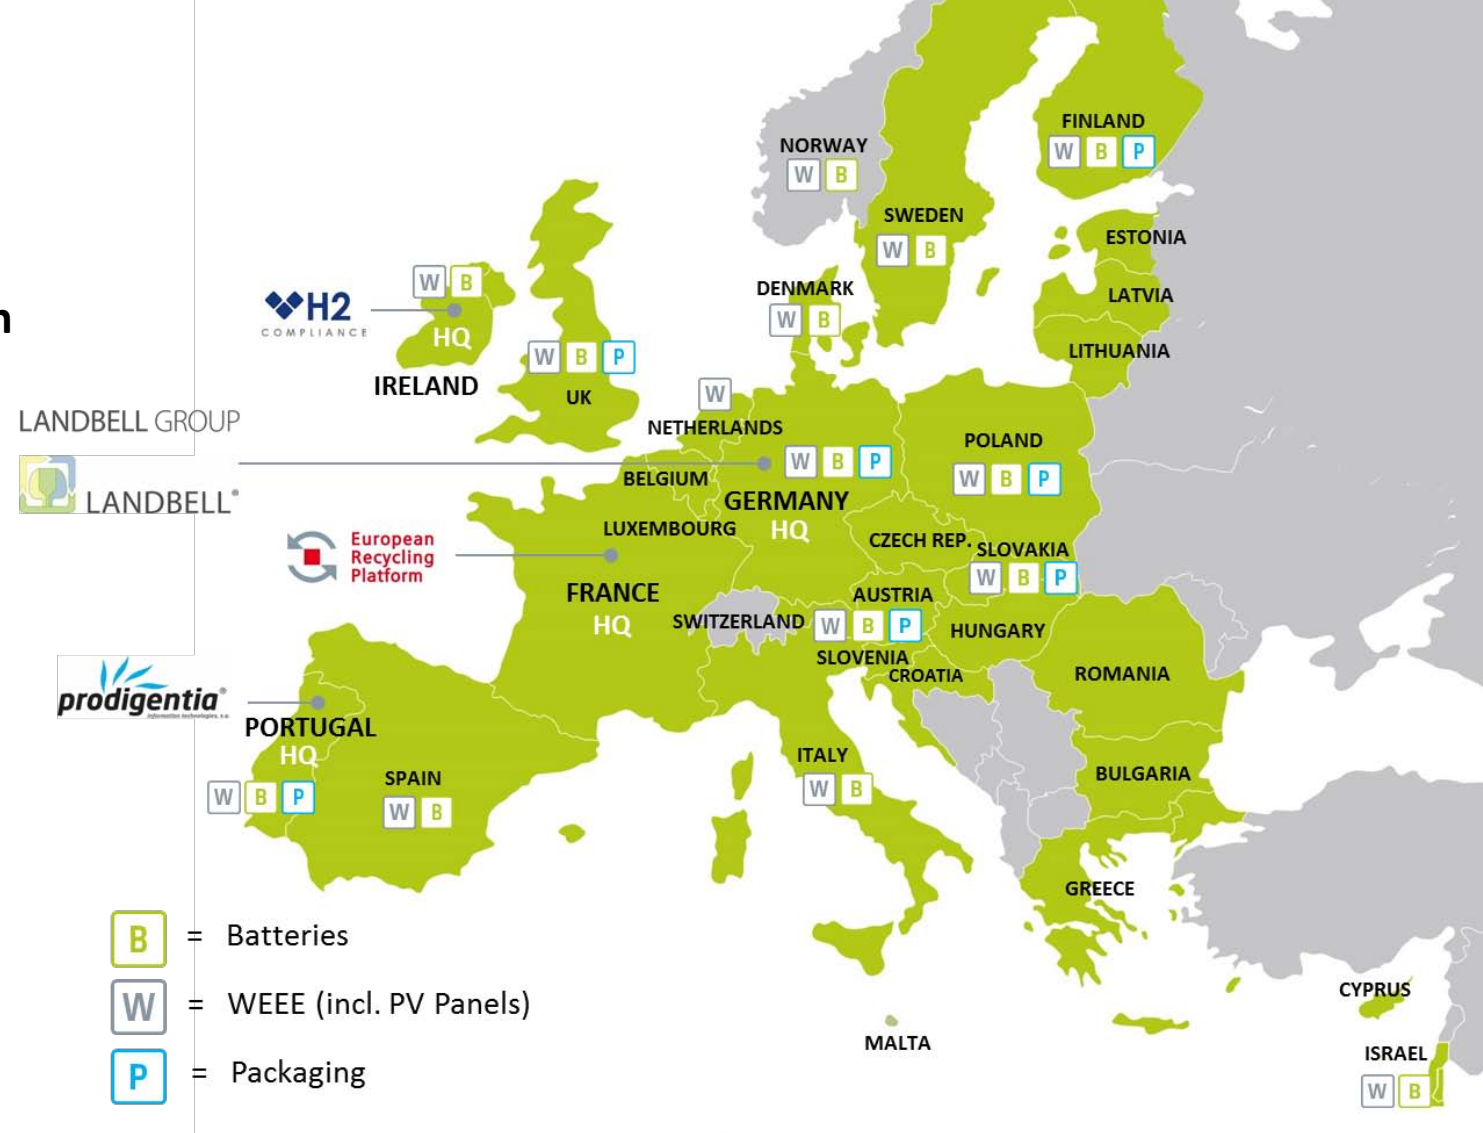 n
FINLAND
W B P
NORWAY
W B
SWEDEN
W B
ESTONIA
LATVIA
LITHUANIA
DENMARK
W B
W B
H2
COMPLIANCE
HQ
IRELAND
W B P
UK
LANDBELL GROUP
LANDBELL®
W
NETHERLANDS
BELGIUM
W B P
GERMANY
HQ
POLAND
W B P
LUXEMBOURG
European
Recycling
Platform
FRANCE
HQ
CZECH REP.
SLOVAKIA
W B P
AUSTRIA
SWITZERLAND
W B P
HUNGARY
SLOVENIA
CROATIA
ROMANIA
BULGARIA
prodigentia®
information technologies, s.a.
PORTUGAL
HQ
W B P
SPAIN
W B
ITALY
W B
GREECE
MALTA
CYPRUS
ISRAEL
W B
B = Batteries
W = WEEE (incl. PV Panels)
P = Packaging